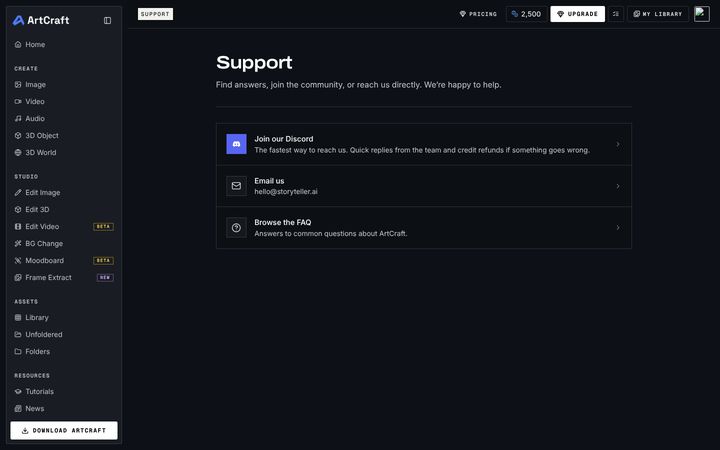 ArtCraft
Home
CREATE
Image
Video
Audio
3D Object
3D World
STUDIO
Edit Image
Edit 3D
Edit Video BETA
BG Change
Moodboard BETA
Frame Extract NEW
ASSETS
Library
Unfoldered
Folders
RESOURCES
Tutorials
News
DOWNLOAD ARTCRAFT
SUPPORT
PRICING
2,500
UPGRADE
MY LIBRARY
Support
Find answers, join the community, or reach us directly. We're happy to help.
Join our Discord
The fastest way to reach us. Quick replies from the team and credit refunds if something goes wrong.
Email us
hello@storyteller.ai
Browse the FAQ
Answers to common questions about ArtCraft.